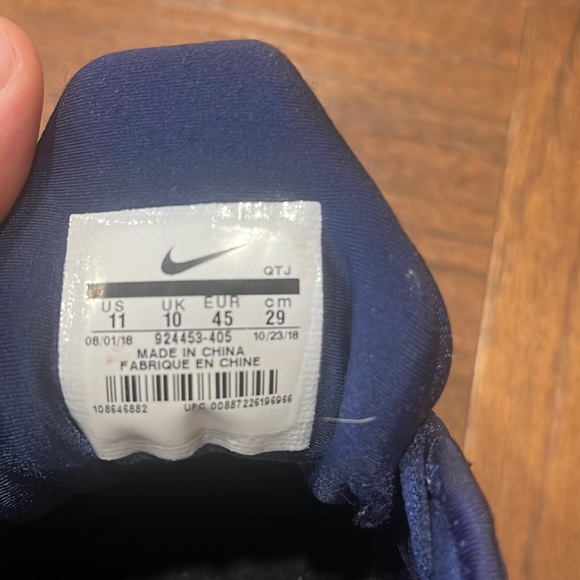 QTJ
US UK EUR cm
11 10 45 29
08/01/18 924453-405 10/23/18
MADE IN CHINA
FABRIQUE EN CHINE
108646882 UPC 00887226196966